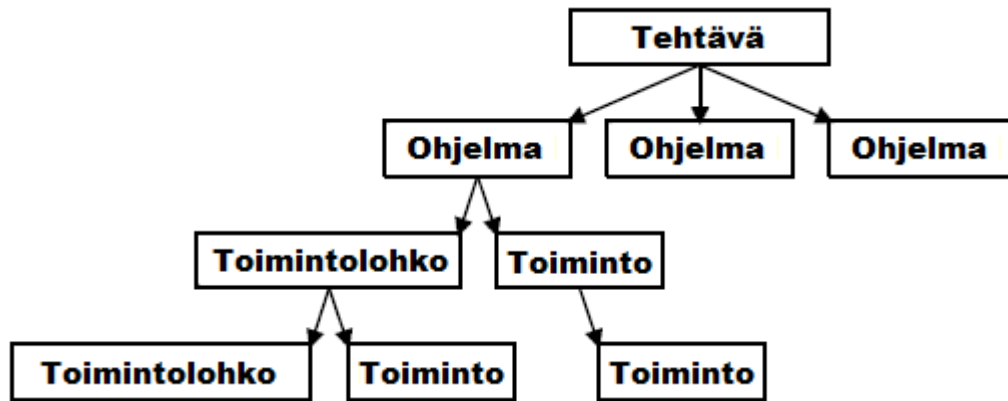 Tehtävä
Ohjelma
Ohjelma
Ohjelma
Toimintolohko
Toiminto
Toimintolohko
Toiminto
Toiminto